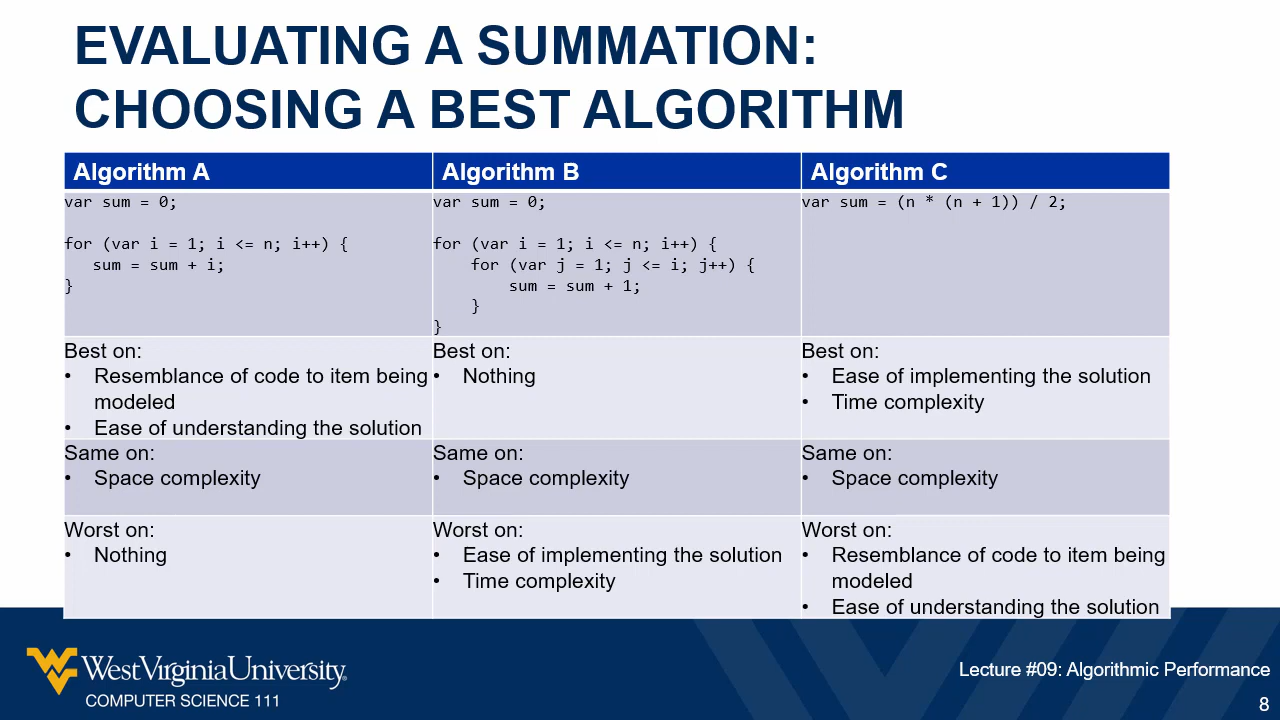 EVALUATING A SUMMATION:
CHOOSING A BEST ALGORITHM
Algorithm A
var sum = 0;
for (var i = 1; i <= n; i++) {
sum = sum + i;
}
Best on:
• Resemblance of code to item being
modeled
• Ease of understanding the solution
Same on:
• Space complexity
Worst on:
• Nothing
Algorithm B
var sum = 0;
for (var i = 1; i <= n; i++) {
for (var j = 1; j <= i; j++) {
sum = sum + 1;
}
}
Best on:
• Nothing
Same on:
• Space complexity
Worst on:
• Ease of implementing the solution
• Time complexity
Algorithm C
var sum = (n * (n + 1)) / 2;
Best on:
• Ease of implementing the solution
• Time complexity
Same on:
• Space complexity
Worst on:
• Resemblance of code to item being
modeled
• Ease of understanding the solution
WestVirginiaUniversity.
COMPUTER SCIENCE 111
Lecture #09: Algorithmic Performance
8